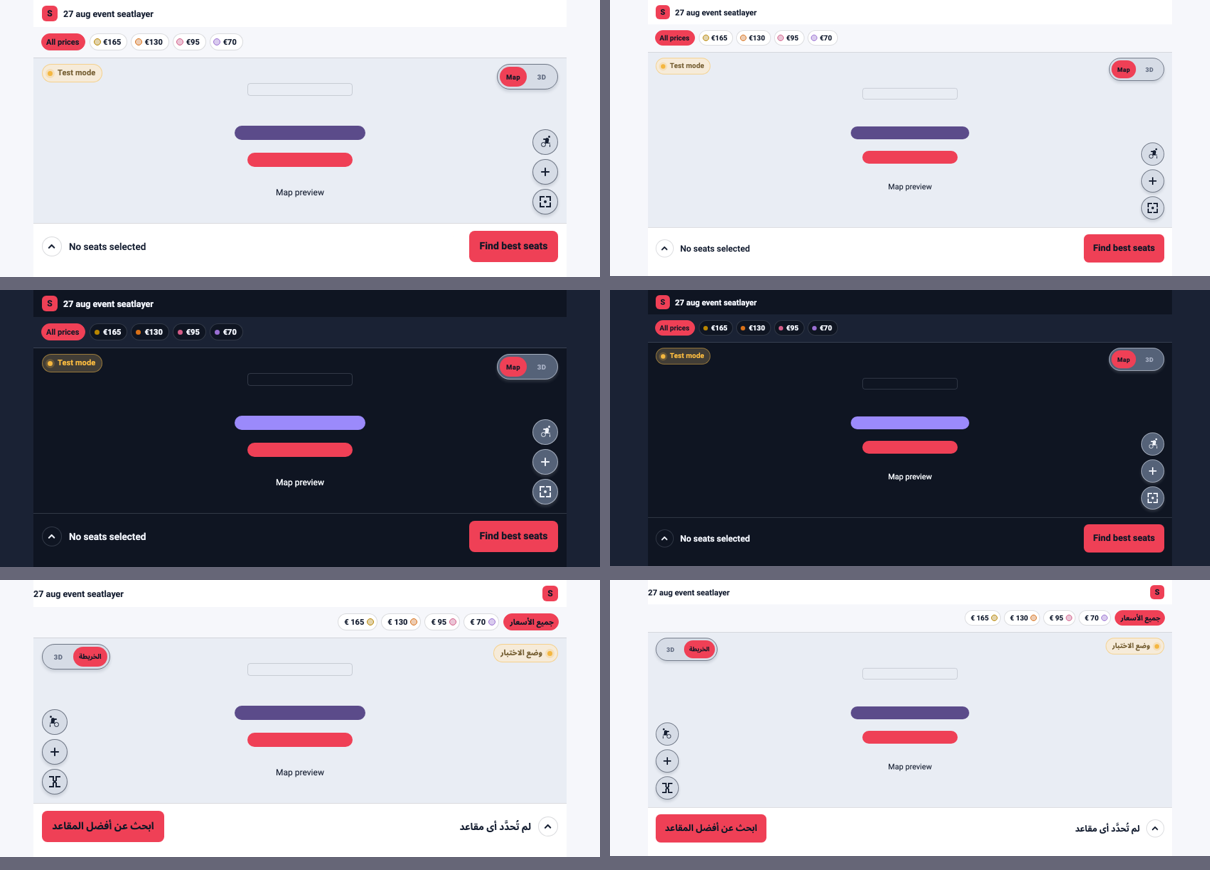 S 27 aug event seatlayer
All prices €165 €130 €95 €70
Test mode
Map 3D
Map preview
No seats selected
Find best seats
S 27 aug event seatlayer
All prices €165 €130 €95 €70
Test mode
Map 3D
Map preview
No seats selected
Find best seats
S 27 aug event seatlayer
All prices €165 €130 €95 €70
Test mode
Map 3D
Map preview
No seats selected
Find best seats
S 27 aug event seatlayer
All prices €165 €130 €95 €70
Test mode
Map 3D
Map preview
No seats selected
Find best seats
27 aug event seatlayer S
جميع الأسعار € 70 € 95 € 130 € 165
وضع الاختبار
الخريطة 3D
Map preview
لم تُحدَّد أي مقاعد
ابحث عن أفضل المقاعد
27 aug event seatlayer S
جميع الأسعار € 70 € 95 € 130 € 165
وضع الاختبار
الخريطة 3D
Map preview
لم تُحدَّد أي مقاعد
ابحث عن أفضل المقاعد